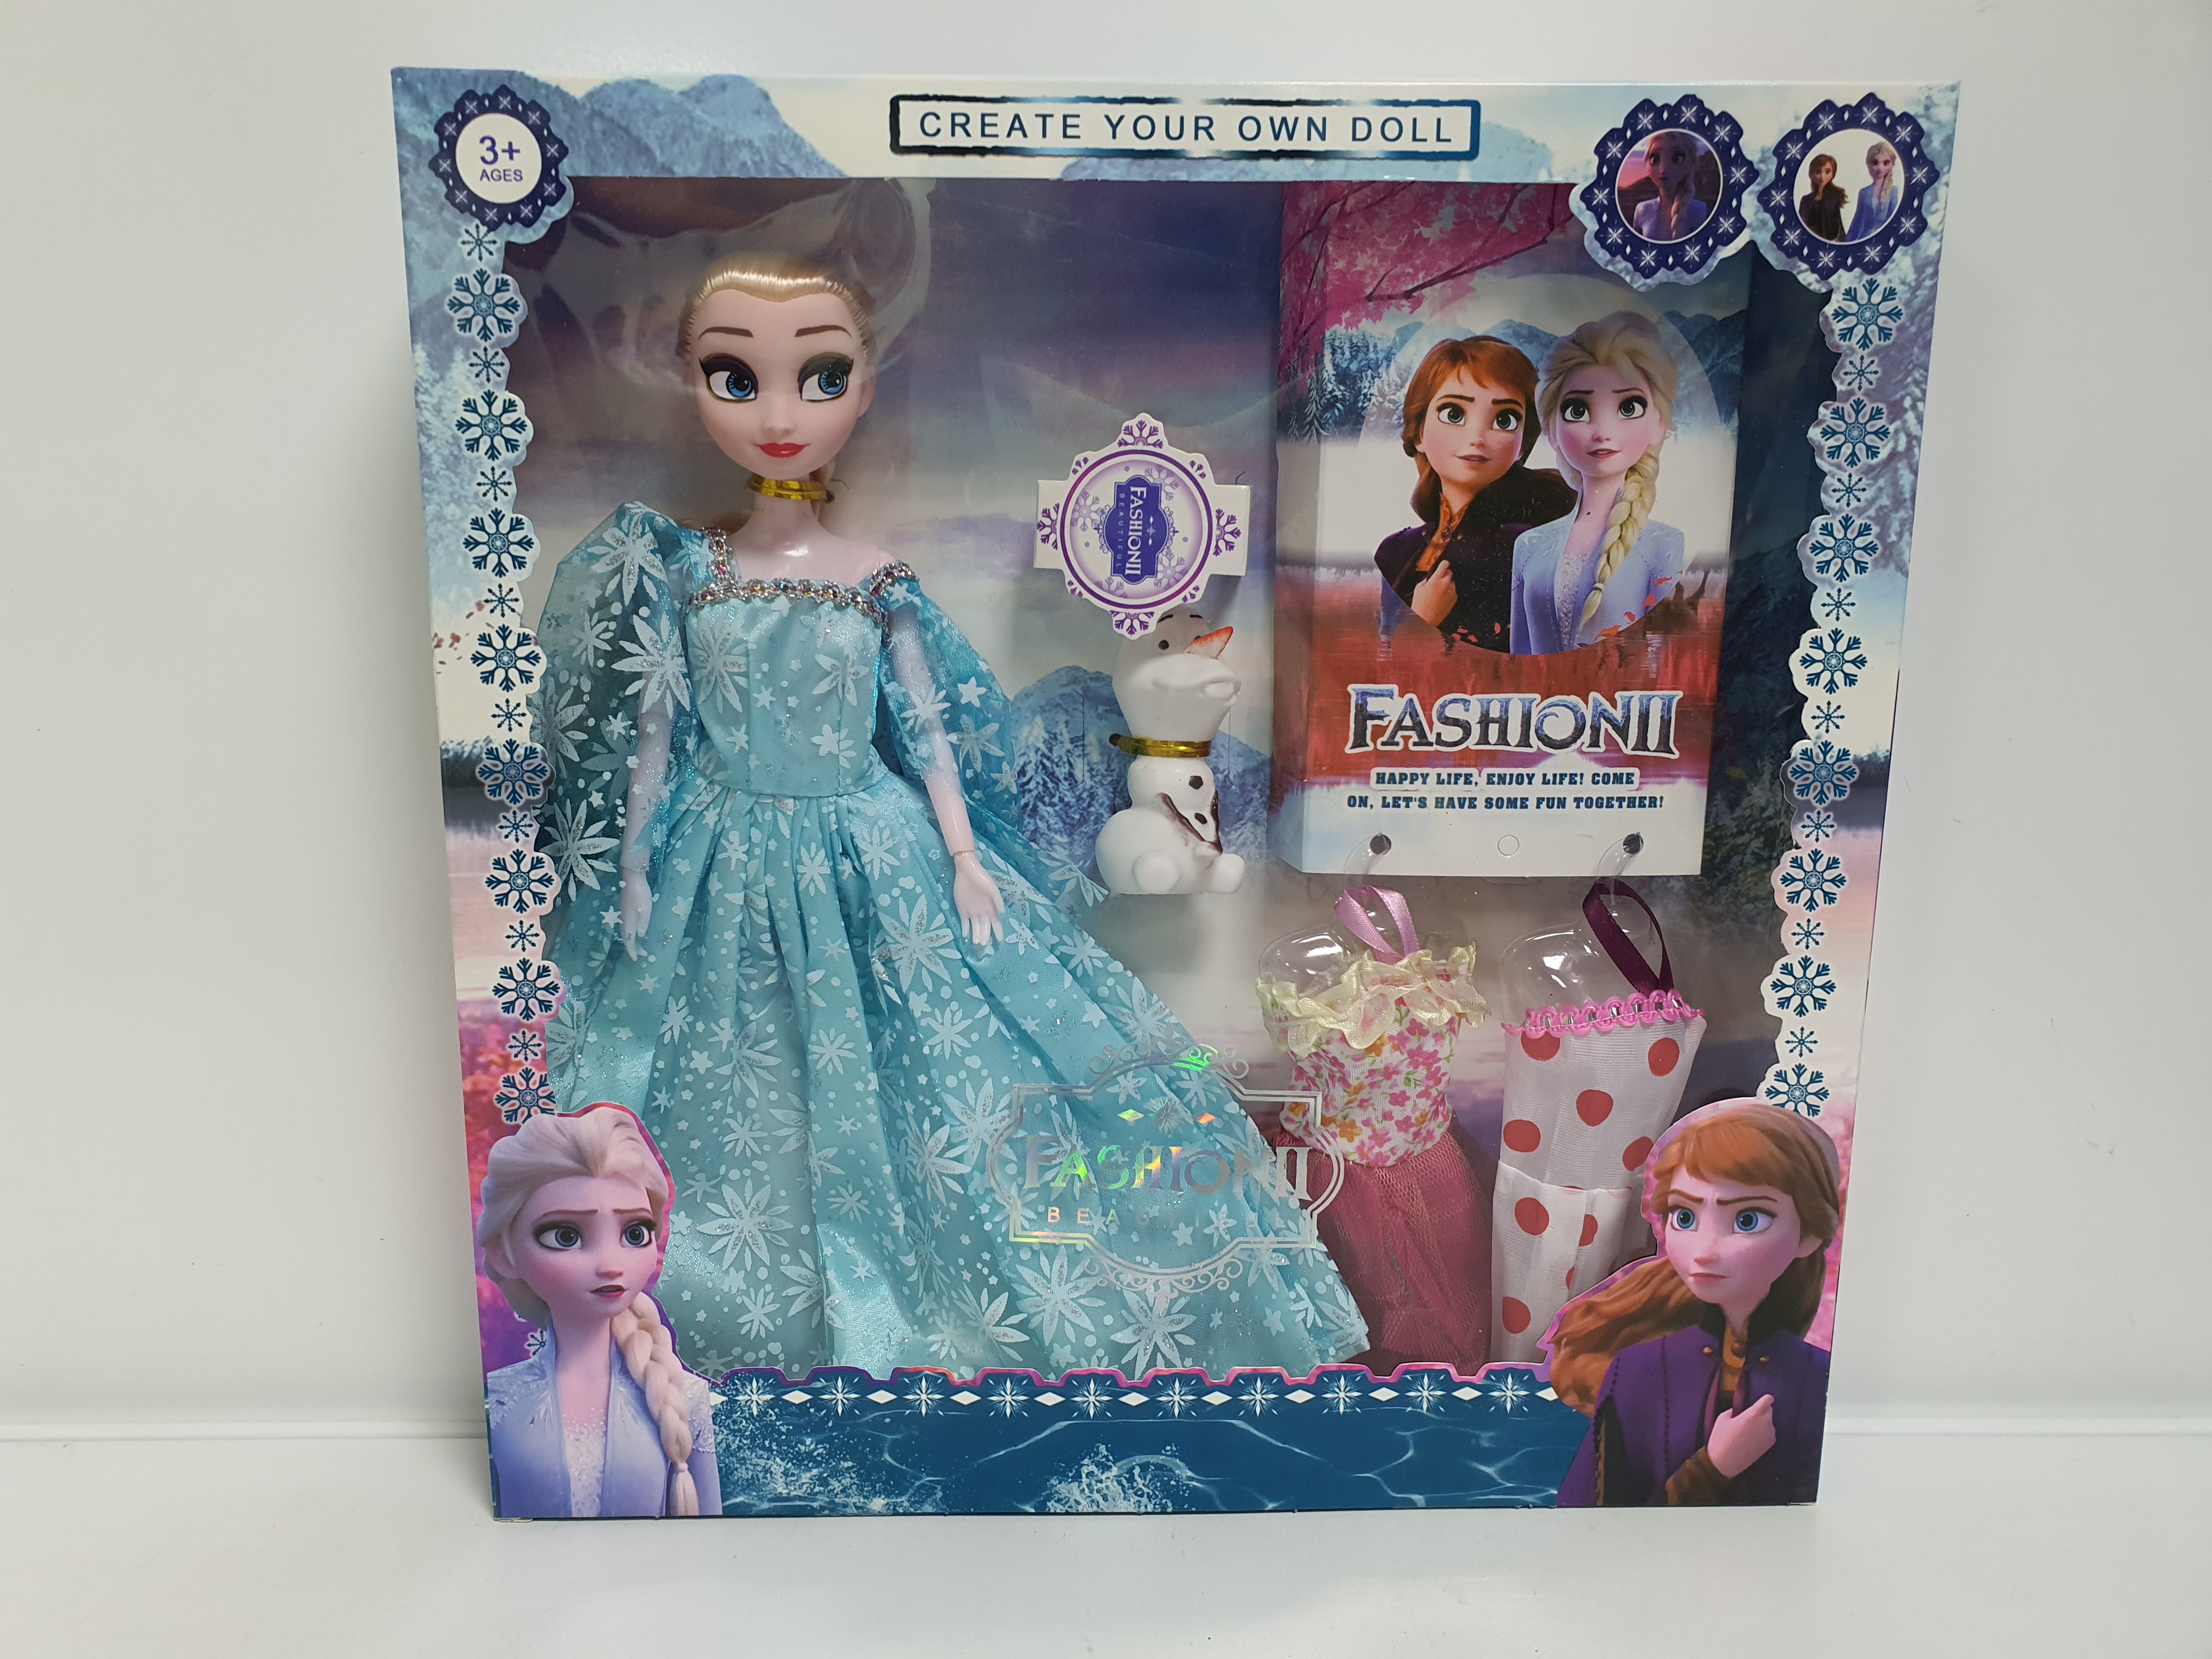 CREATE YOUR OWN DOLL
3+
AGES
FASHIONII
BEAUTIFUL
FASHIONII
HAPPY LIFE, ENJOY LIFE! COME
ON, LET'S HAVE SOME FUN TOGETHER!
FASHIONII